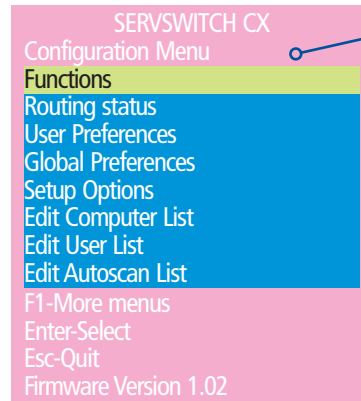 SERVSWITCH CX
Configuration Menu
Functions
Routing status
User Preferences
Global Preferences
Setup Options
Edit Computer List
Edit User List
Edit Autoscan List
F1-More menus
Enter-Select
Esc-Quit
Firmware Version 1.02